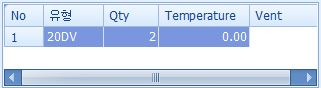 No 유형 Qty Temperature Vent
1 20DV 2 0.00